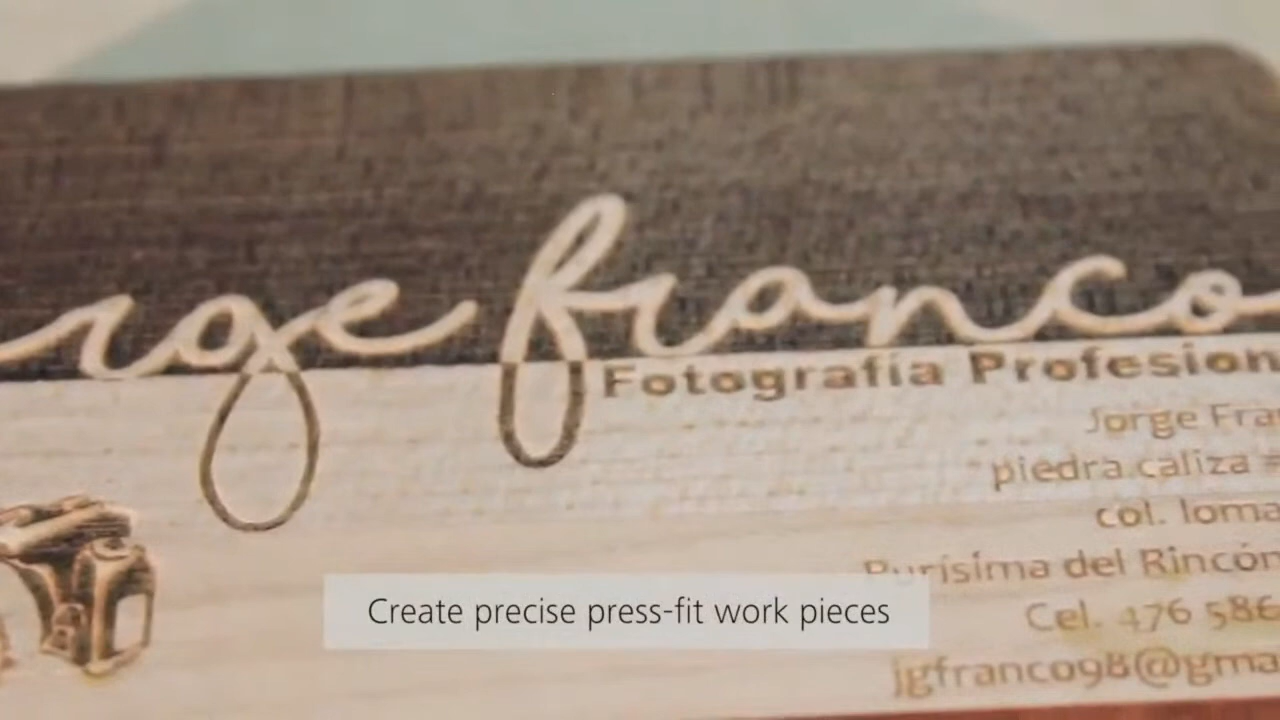 rge franco
Fotografía Profesion
Jorge Fra
piedra caliza #
col. loma
Purísima del Rincón
Cel. 476 586
jgfranco98@gma
Create precise press-fit work pieces